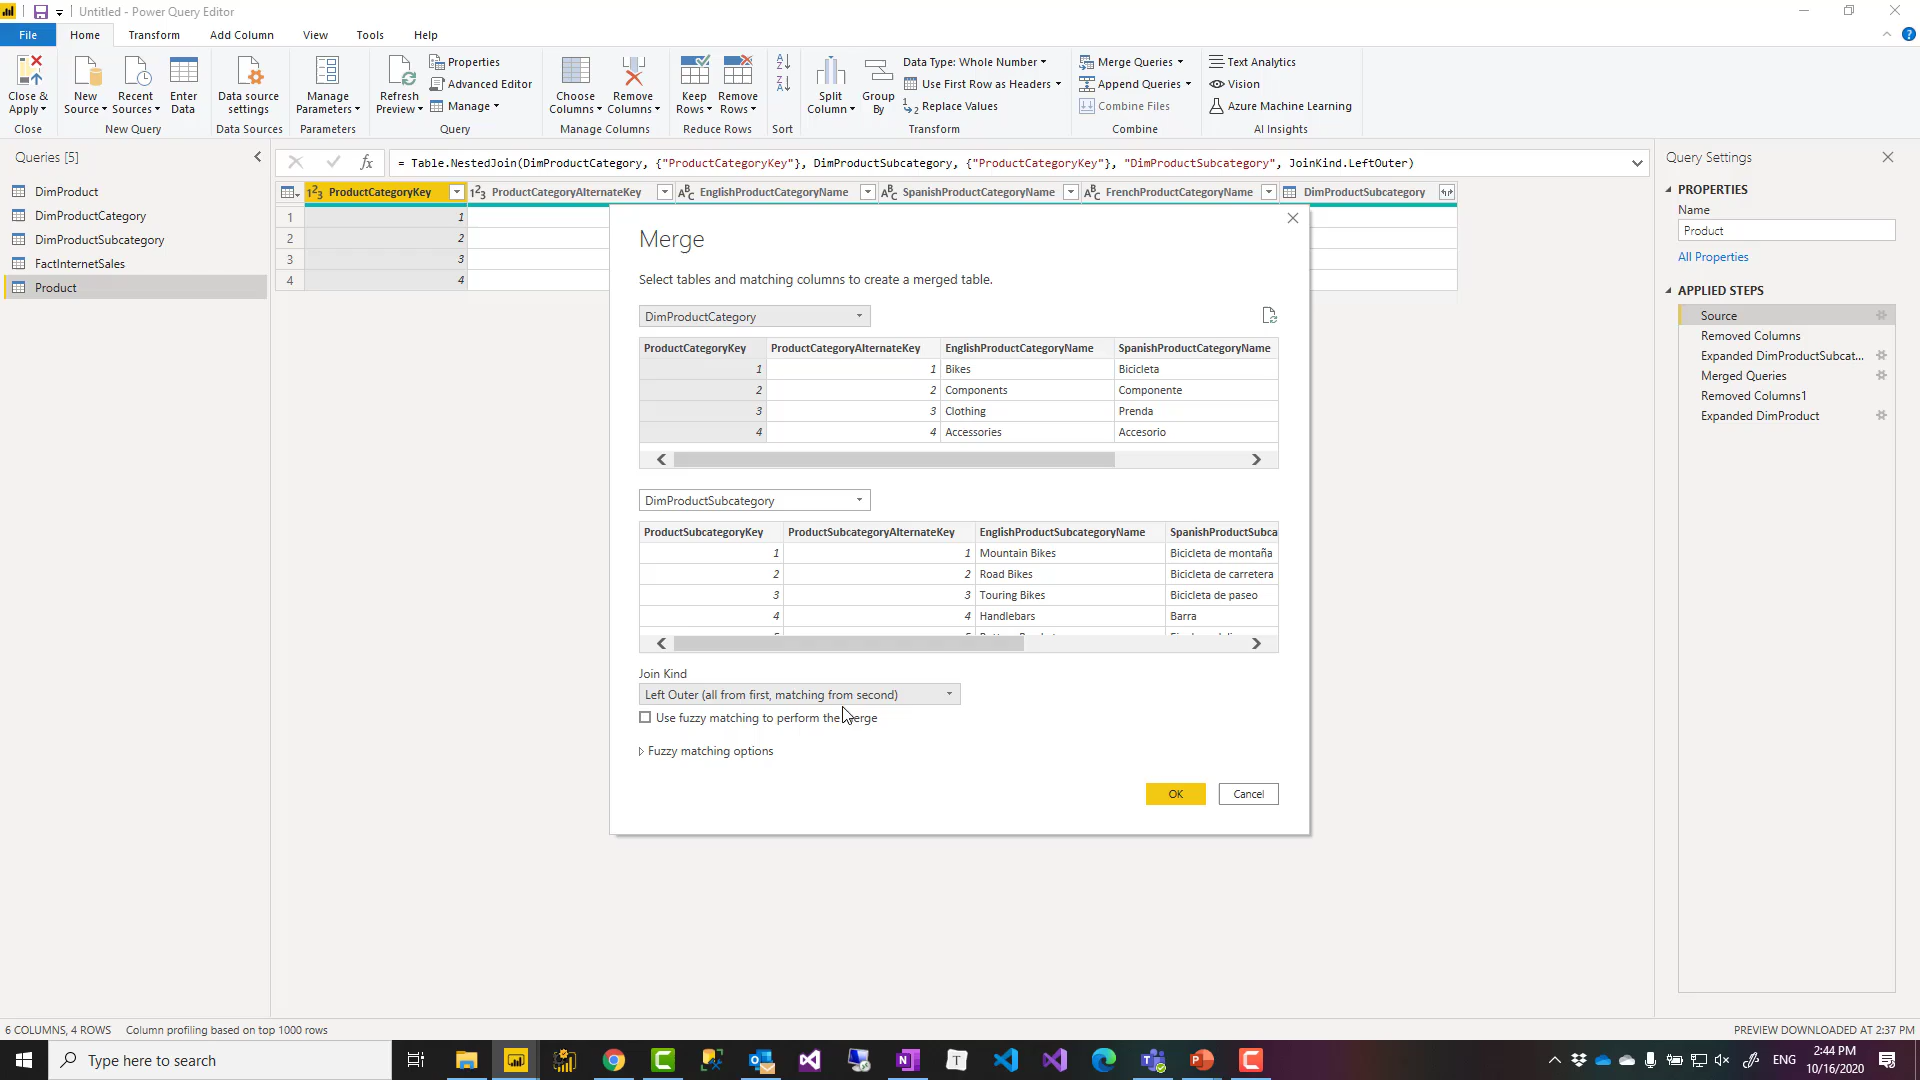 Untitled - Power Query Editor
File Home Transform Add Column View Tools Help
Close & Apply
New Source
Recent Sources
Enter Data
Data source settings
Manage Parameters
Refresh Preview
Properties
Advanced Editor
Manage
Choose Columns
Remove Columns
Keep Rows
Remove Rows
Split Column
Group By
Data Type: Whole Number
Use First Row as Headers
Replace Values
Merge Queries
Append Queries
Combine Files
Text Analytics
Vision
Azure Machine Learning
Close New Query Data Sources Parameters Query Manage Columns Reduce Rows Sort Transform Combine AI Insights
Queries [5]
DimProduct
DimProductCategory
DimProductSubcategory
FactInternetSales
Product
= Table.NestedJoin(DimProductCategory, {"ProductCategoryKey"}, DimProductSubcategory, {"ProductCategoryKey"}, "DimProductSubcategory", JoinKind.LeftOuter)
ProductCategoryKey ProductCategoryAlternateKey EnglishProductCategoryName SpanishProductCategoryName FrenchProductCategoryName DimProductSubcategory
1 1
2 2
3 3
4 4
Merge
Select tables and matching columns to create a merged table.
DimProductCategory
ProductCategoryKey ProductCategoryAlternateKey EnglishProductCategoryName SpanishProductCategoryName
1 1 Bikes Bicicleta
2 2 Components Componente
3 3 Clothing Prenda
4 4 Accessories Accesorio
DimProductSubcategory
ProductSubcategoryKey ProductSubcategoryAlternateKey EnglishProductSubcategoryName SpanishProductSubca
1 1 Mountain Bikes Bicicleta de montaña
2 2 Road Bikes Bicicleta de carretera
3 3 Touring Bikes Bicicleta de paseo
4 4 Handlebars Barra
Join Kind
Left Outer (all from first, matching from second)
Use fuzzy matching to perform the merge
Fuzzy matching options
OK Cancel
Query Settings
PROPERTIES
Name
Product
All Properties
APPLIED STEPS
Source
Removed Columns
Expanded DimProductSubcat...
Merged Queries
Removed Columns1
Expanded DimProduct
6 COLUMNS, 4 ROWS Column profiling based on top 1000 rows
PREVIEW DOWNLOADED AT 2:37 PM
Type here to search
ENG
2:44 PM
10/16/2020